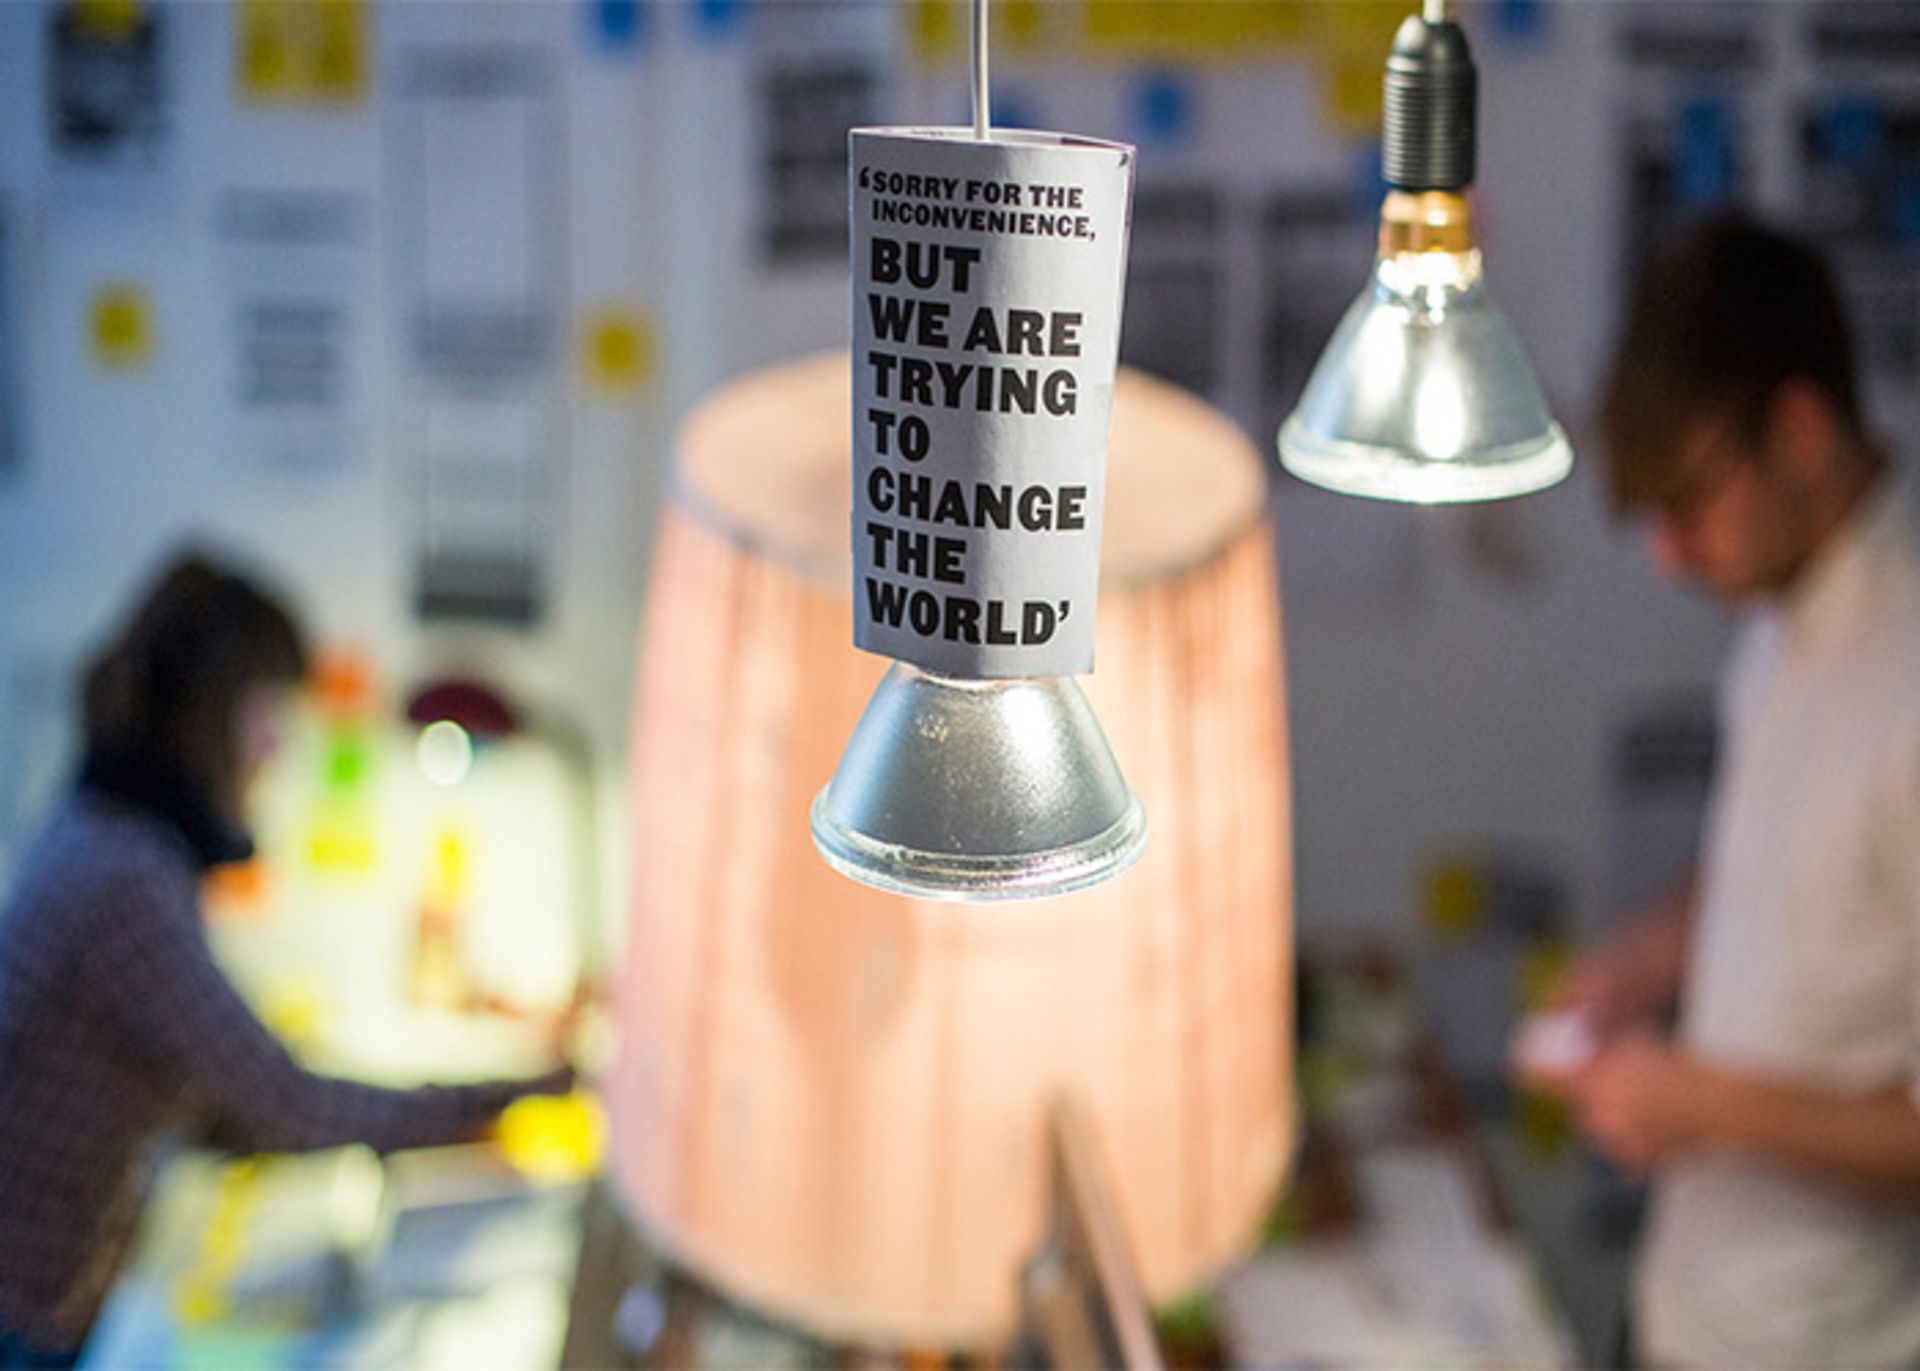 ‘SORRY FOR THE
INCONVENIENCE,
BUT
WE ARE
TRYING
TO
CHANGE
THE
WORLD’